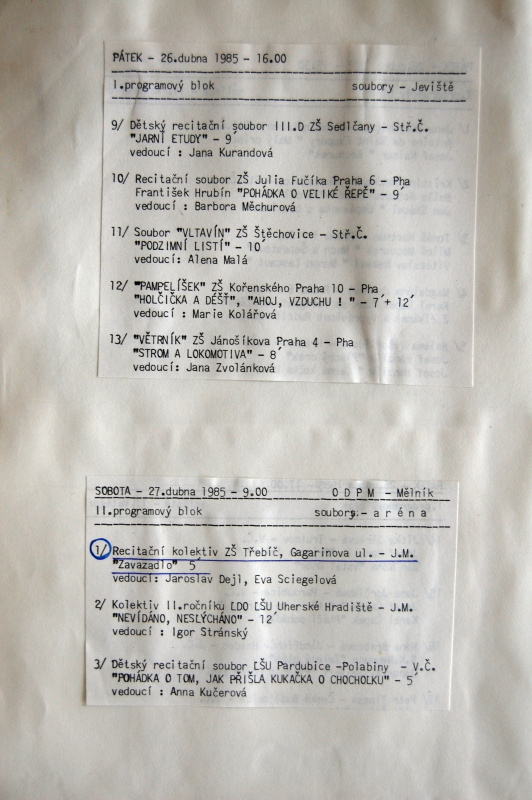 PÁTEK - 26.dubna 1985 - 16.00
I.programový blok soubory - Jeviště
9/ Dětský recitační soubor III.D ZŠ Sedlčany - Stř.Č.
"JARNÍ ETUDY" - 9´
vedoucí : Jana Kurandová
10/ Recitační soubor ZŠ Julia Fučíka Praha 6 - Pha
František Hrubín "POHÁDKA O VELIKÉ ŘEPĚ" - 9´
vedoucí : Barbora Měchurová
11/ Soubor "VLTAVÍN" ZŠ Štěchovice - Stř.Č.
"PODZIMNÍ LISTÍ" - 10´
vedoucí: Alena Malá
12/ "PAMPELÍŠEK" ZŠ Kořenského Praha 10 - Pha
"HOLČIČKA A DÉŠŤ", "AHOJ, VZDUCHU ! " - 7´+ 12´
vedoucí : Marie Kolářová
13/ "VĚTRNÍK" ZŠ Jánošíkova Praha 4 - Pha
"STROM A LOKOMOTIVA" - 8´
vedoucí: Jana Zvolánková
SOBOTA - 27.dubna 1985 - 9.00 O D P M - Mělník
II.programový blok soubory.- a r é n a
1/ Recitační kolektiv ZŠ Třebíč, Gagarinova ul. - J.M.
"Zavazadlo" 5´
vedoucí: Jaroslav Dejl, Eva Sciegelová
2/ Kolektiv II.ročníku LDO LŠU Uherské Hradiště - J.M.
"NEVÍDÁNO, NESLÝCHÁNO" - 12´
vedoucí : Igor Stránský
3/ Dětský recitační soubor LŠU Pardubice -Polabiny - V.Č.
"POHÁDKA O TOM, JAK PŘIŠLA KUKAČKA O CHOCHOLKU" - 5´
vedoucí : Anna Kučerová